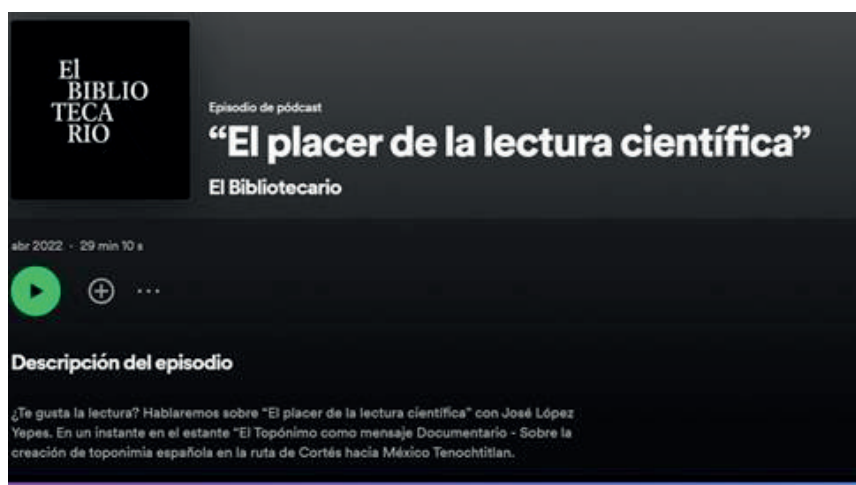 El
BIBLIO
TECA
RIO
Episodio de pódcast
“El placer de la lectura científica”
El Bibliotecario
abr 2022 · 29 min 10 s
Descripción del episodio
¿Te gusta la lectura? Hablaremos sobre "El placer de la lectura científica" con José López
Yepes. En un instante en el estante "El Topónimo como mensaje Documentario - Sobre la
creación de toponimia española en la ruta de Cortés hacia México Tenochtitlan.